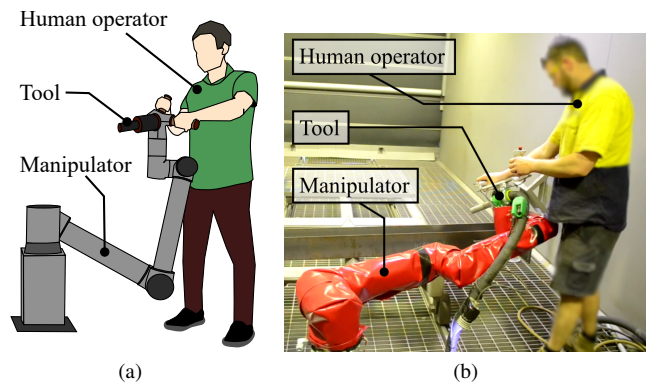 Human operator
Tool
Manipulator
(a)
Human operator
Tool
Manipulator
(b)